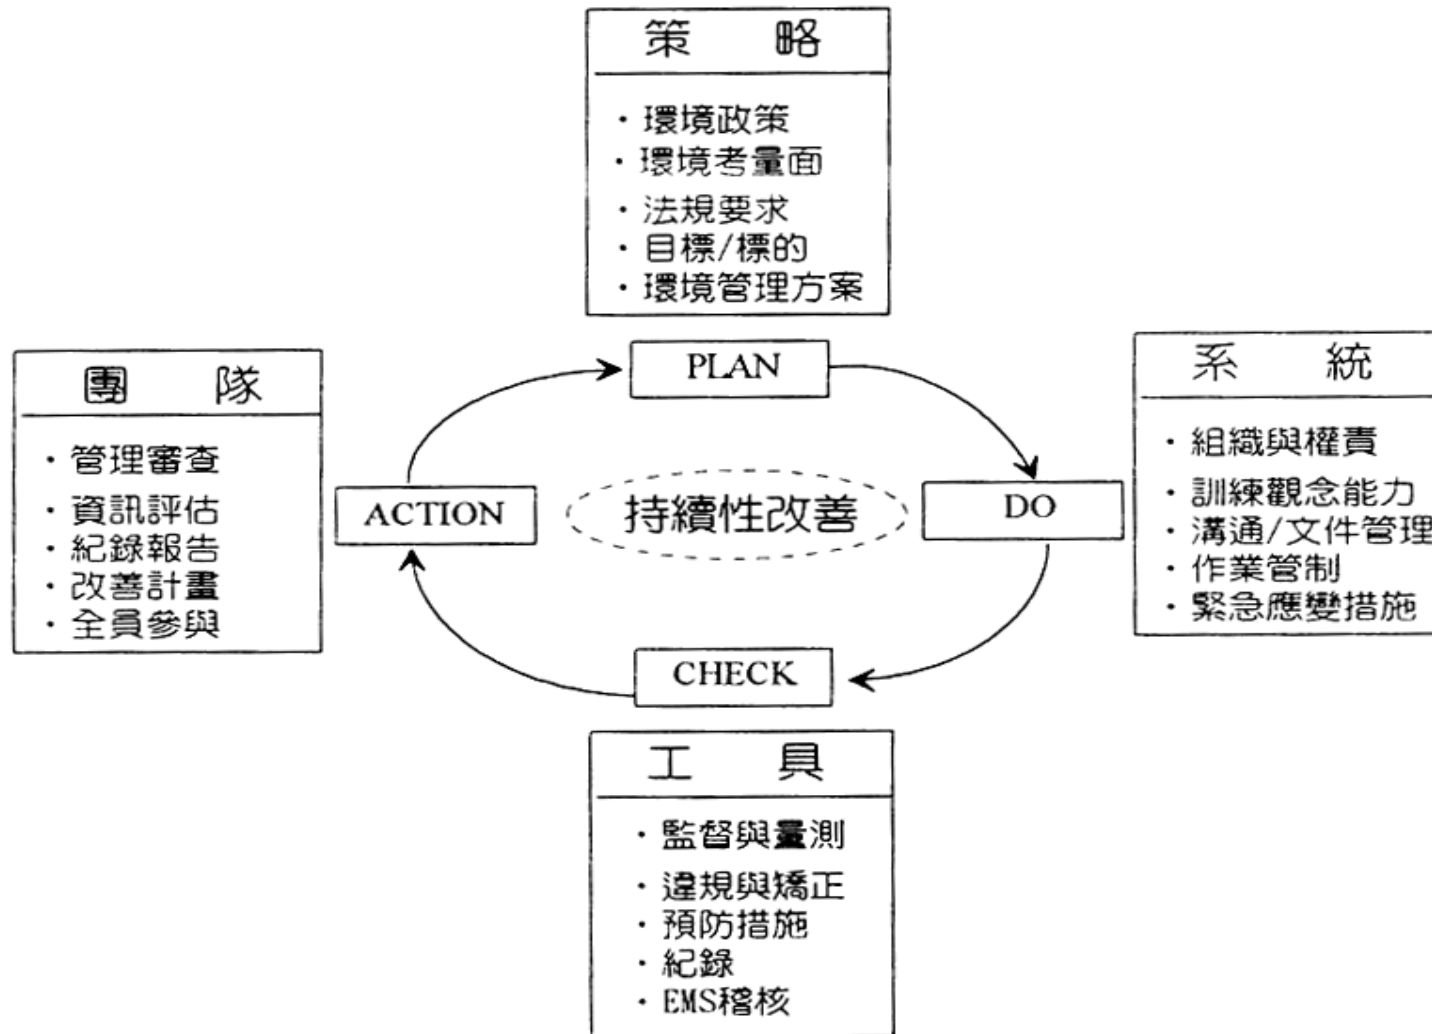 策 略
・環境政策
・環境考量面
・法規要求
・目標/標的
・環境管理方案
PLAN
團 隊
・管理審查
・資訊評估
・紀錄報告
・改善計畫
・全員參與
ACTION
持續性改善
DO
系 統
・組織與權責
・訓練觀念能力
・溝通/文件管理
・作業管制
・緊急應變措施
CHECK
工 具
・監督與量測
・違規與矯正
・預防措施
・紀錄
・EMS稽核